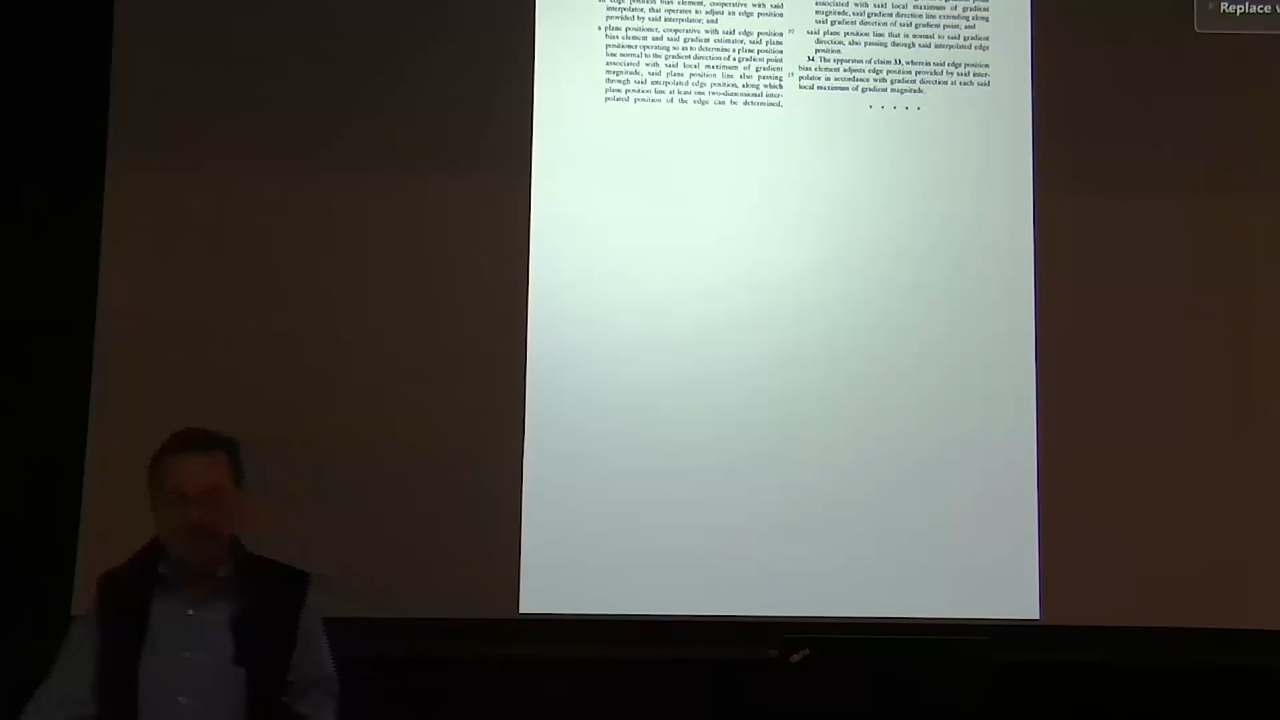 an edge position bias element, cooperative with said
interpolator, that operates to adjust an edge position
provided by said interpolator; and
a plane positioner, cooperative with said edge position
bias element and said gradient estimator, said plane
positioner operating so as to determine a plane position
line normal to the gradient direction of a gradient point
associated with said local maximum of gradient
magnitude, said plane position line also passing
through said interpolated edge position, along which
plane position line at least one two-dimensional inter-
polated position of the edge can be determined,
10
15
associated with said local maximum of gradient
magnitude, said gradient direction line extending along
said gradient direction of said gradient point; and
said plane position line that is normal to said gradient
direction, also passing through said interpolated edge
position.
34. The apparatus of claim 33, wherein said edge position
bias element adjusts edge position provided by said inter-
polator in accordance with gradient direction at each said
local maximum of gradient magnitude.
* * * * *
Replace